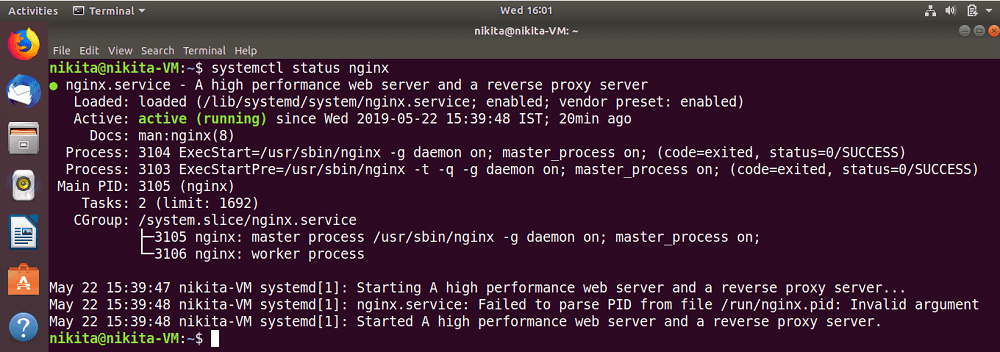 Activities Terminal Wed 16:01
nikita@nikita-VM: ~
File Edit View Search Terminal Help
nikita@nikita-VM:~$ systemctl status nginx
● nginx.service - A high performance web server and a reverse proxy server
Loaded: loaded (/lib/systemd/system/nginx.service; enabled; vendor preset: enabled)
Active: active (running) since Wed 2019-05-22 15:39:48 IST; 20min ago
Docs: man:nginx(8)
Process: 3104 ExecStart=/usr/sbin/nginx -g daemon on; master_process on; (code=exited, status=0/SUCCESS)
Process: 3103 ExecStartPre=/usr/sbin/nginx -t -q -g daemon on; master_process on; (code=exited, status=0/SUCCESS)
Main PID: 3105 (nginx)
Tasks: 2 (limit: 1692)
CGroup: /system.slice/nginx.service
├─3105 nginx: master process /usr/sbin/nginx -g daemon on; master_process on;
└─3106 nginx: worker process
May 22 15:39:47 nikita-VM systemd[1]: Starting A high performance web server and a reverse proxy server...
May 22 15:39:48 nikita-VM systemd[1]: nginx.service: Failed to parse PID from file /run/nginx.pid: Invalid argument
May 22 15:39:48 nikita-VM systemd[1]: Started A high performance web server and a reverse proxy server.
nikita@nikita-VM:~$